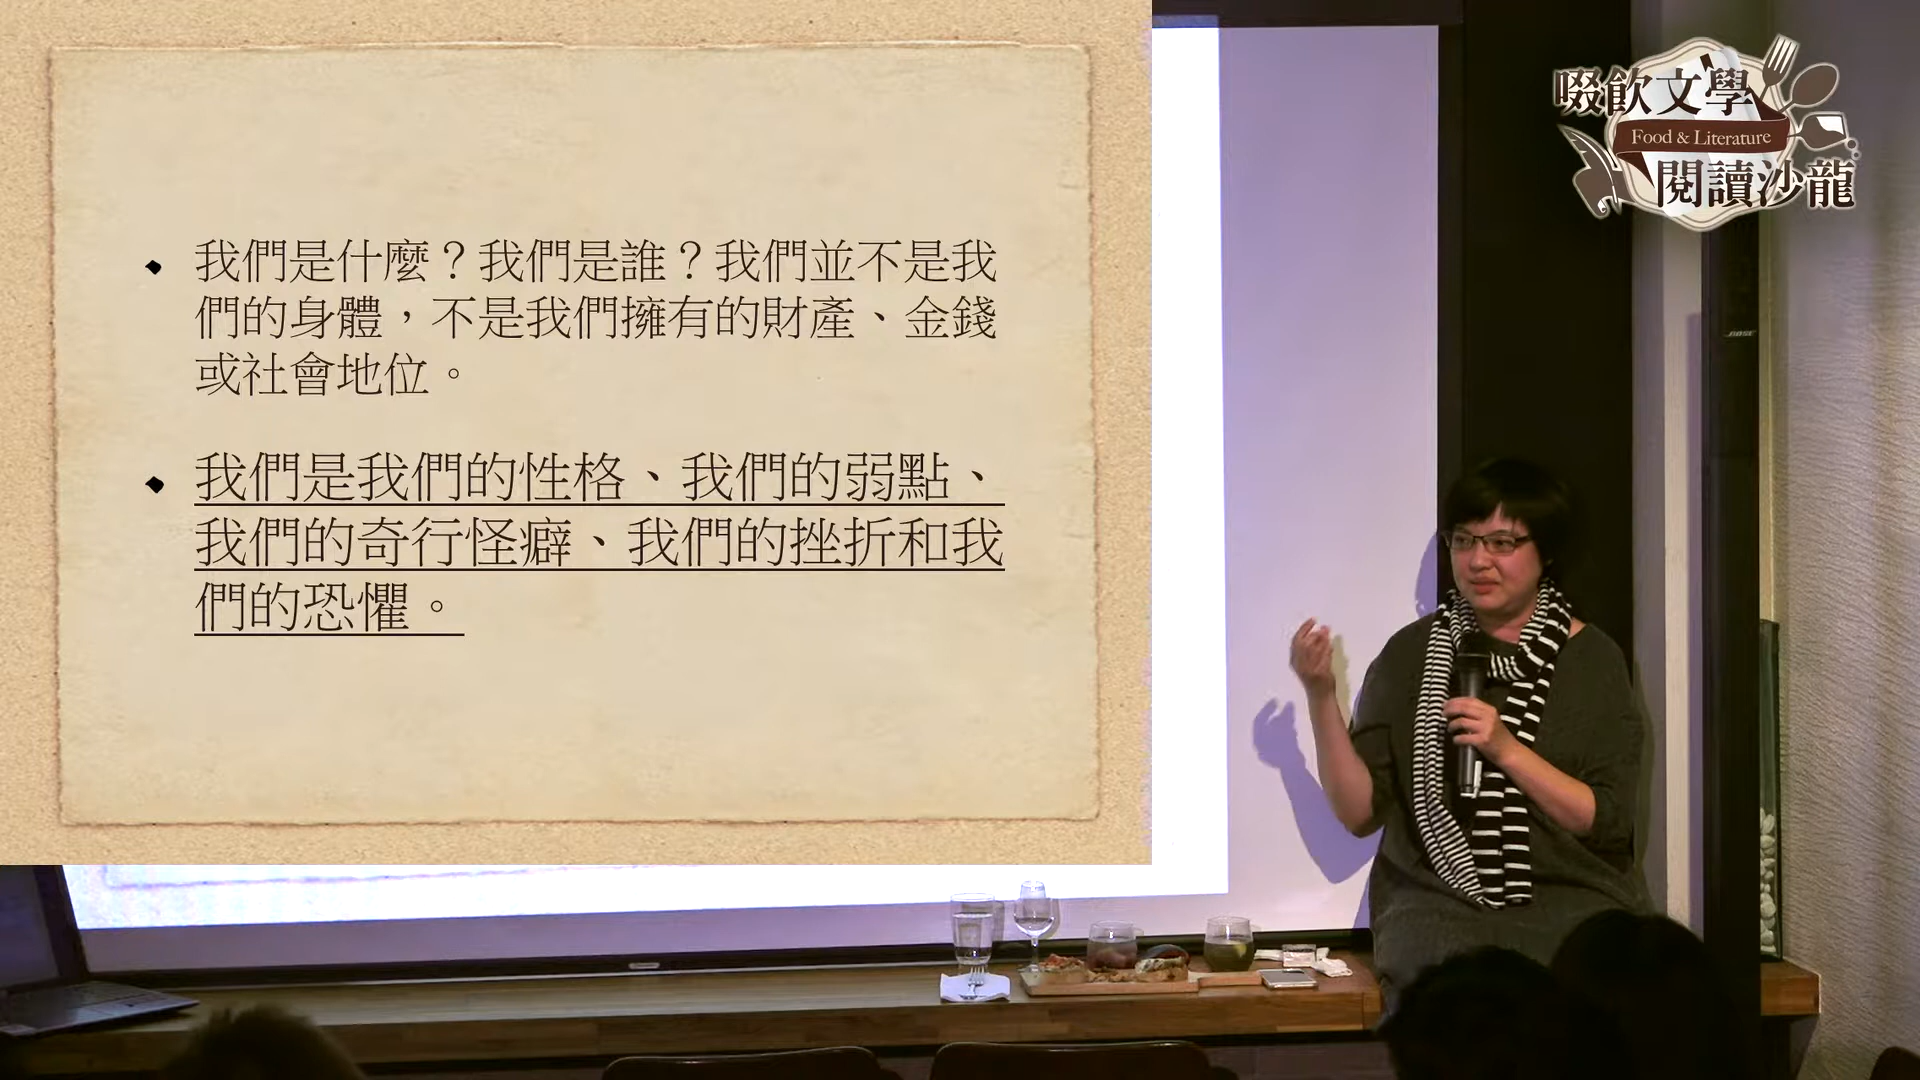 我們是什麼？我們是誰？我們並不是我
們的身體，不是我們擁有的財產、金錢
或社會地位。
我們是我們的性格、我們的弱點、
我們的奇行怪癖、我們的挫折和我
們的恐懼。
啜飲文學
Food & Literature
閱讀沙龍
BOSE